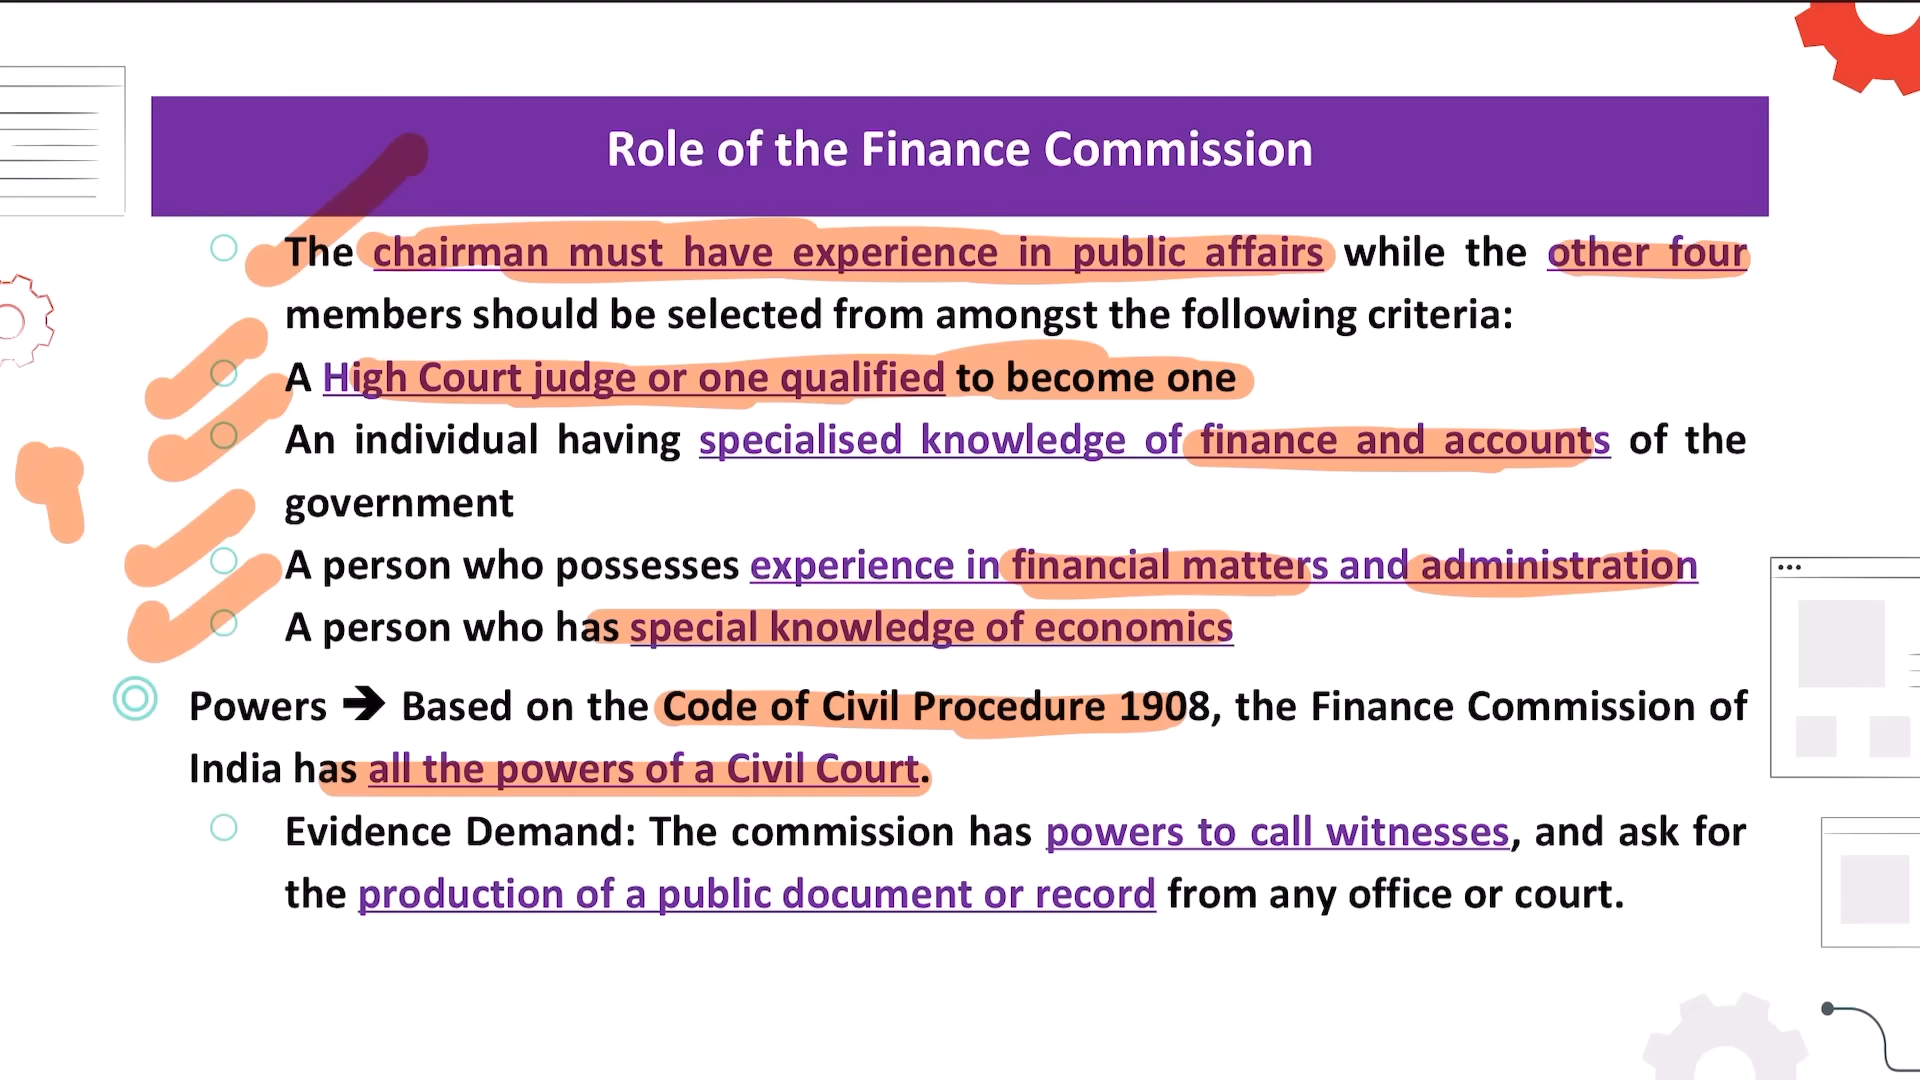 Role of the Finance Commission
The chairman must have experience in public affairs while the other four
members should be selected from amongst the following criteria:
A High Court judge or one qualified to become one
An individual having specialised knowledge of finance and accounts of the
government
A person who possesses experience in financial matters and administration
A person who has special knowledge of economics
Powers ➔ Based on the Code of Civil Procedure 1908, the Finance Commission of
India has all the powers of a Civil Court.
Evidence Demand: The commission has powers to call witnesses, and ask for
the production of a public document or record from any office or court.